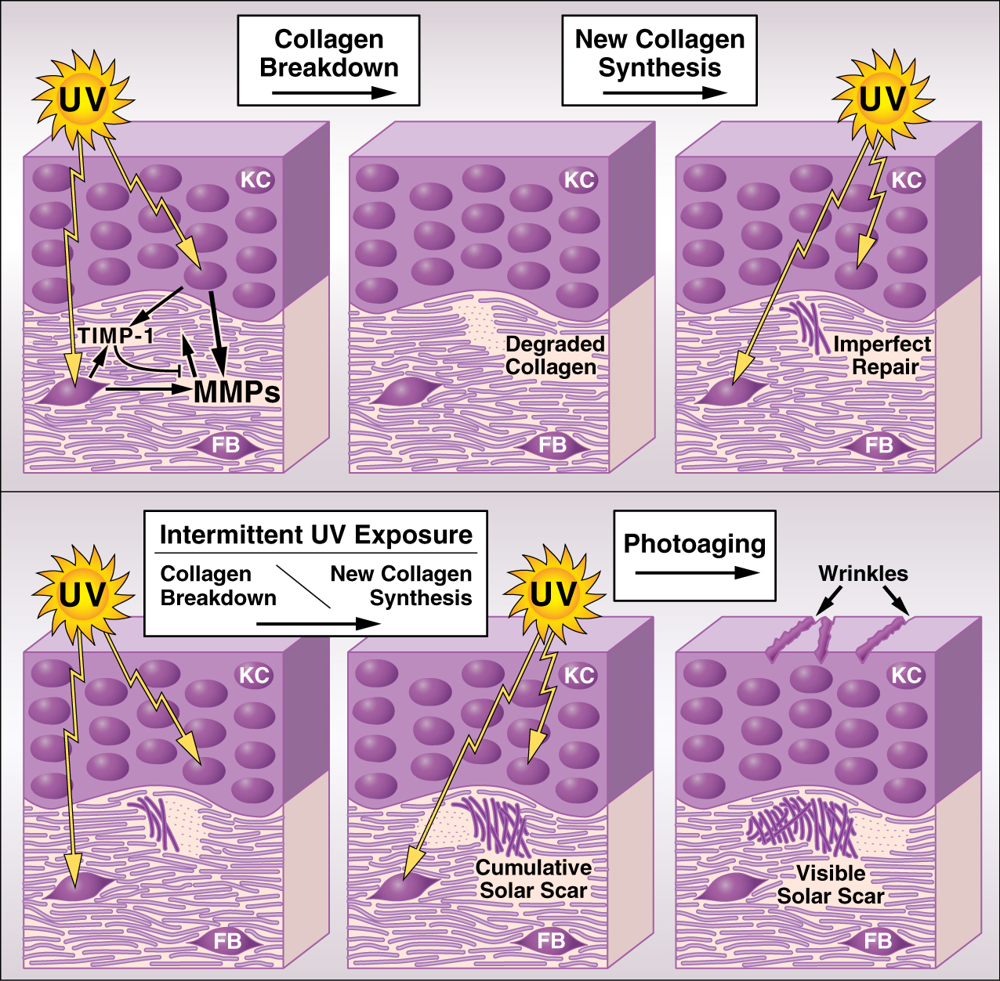 Collagen
Breakdown
New Collagen
Synthesis
UV
UV
KC
KC
KC
TIMP-1
MMPs
FB
Degraded
Collagen
FB
Imperfect
Repair
FB
Intermittent UV Exposure
Collagen
Breakdown
New Collagen
Synthesis
Photoaging
Wrinkles
UV
UV
KC
KC
KC
FB
Cumulative
Solar Scar
FB
Visible
Solar Scar
FB